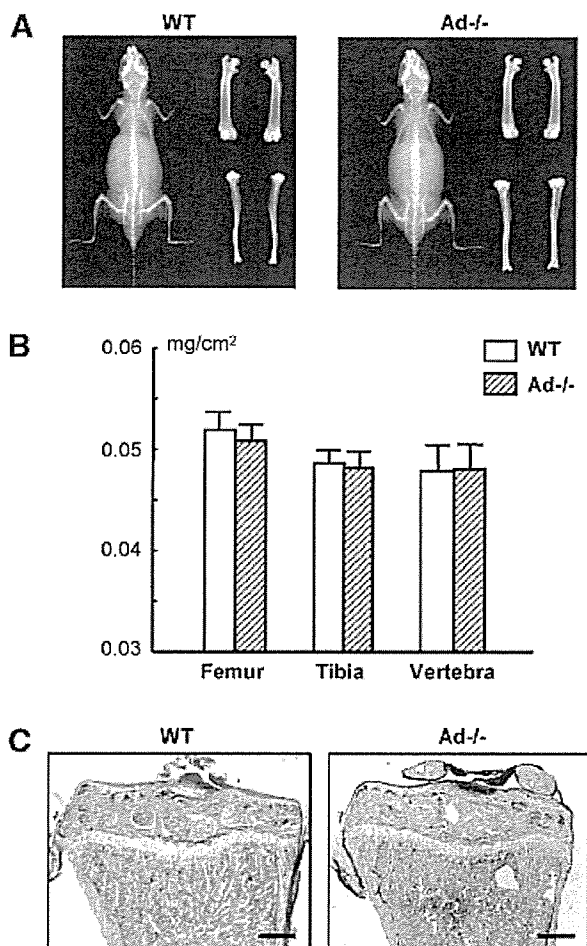 A
WT
Ad-/-
B
0.06
mg/cm²
WT
Ad-/-
0.05
0.04
0.03
Femur Tibia Vertebra
C
WT
Ad-/-